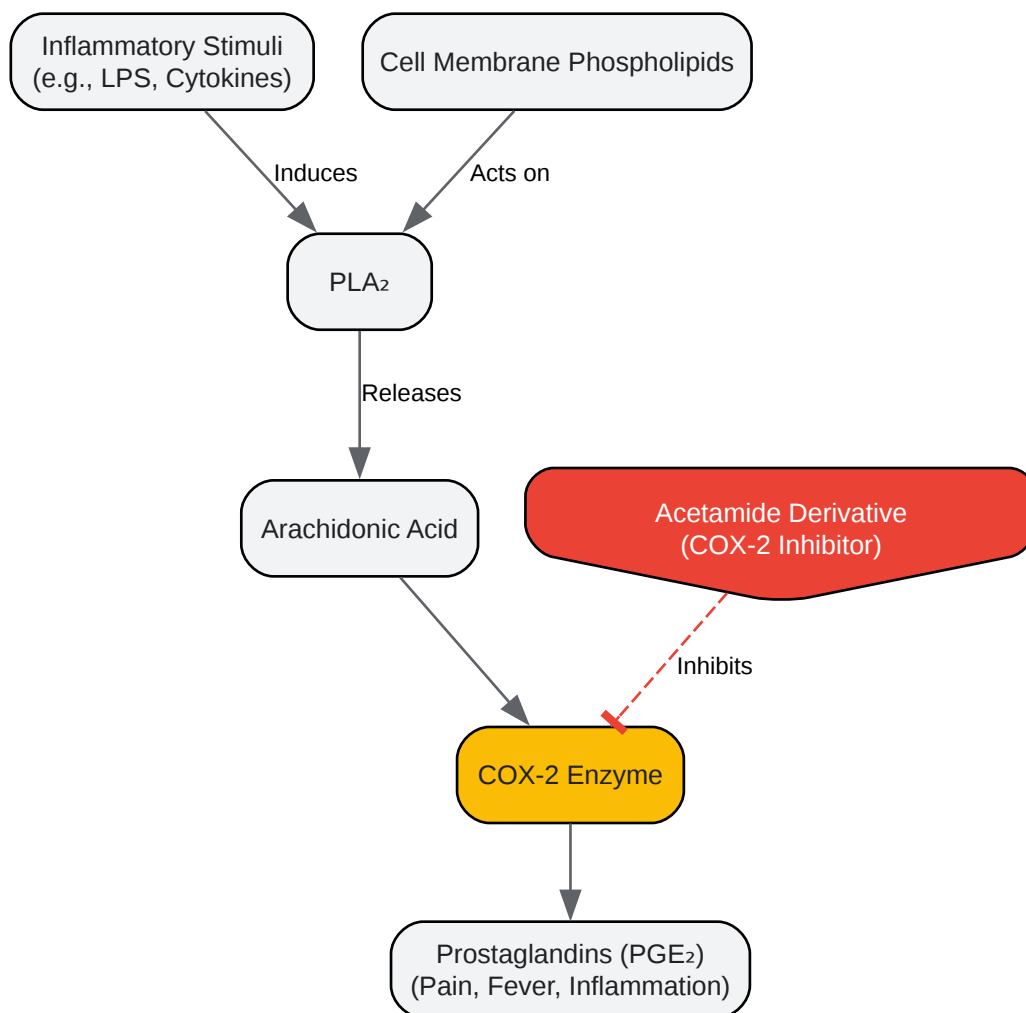 Inflammatory Stimuli
(e.g., LPS, Cytokines)
Cell Membrane Phospholipids
Induces
Acts on
PLA₂
Releases
Arachidonic Acid
Acetamide Derivative
(COX-2 Inhibitor)
Inhibits
COX-2 Enzyme
Prostaglandins (PGE₂)
(Pain, Fever, Inflammation)